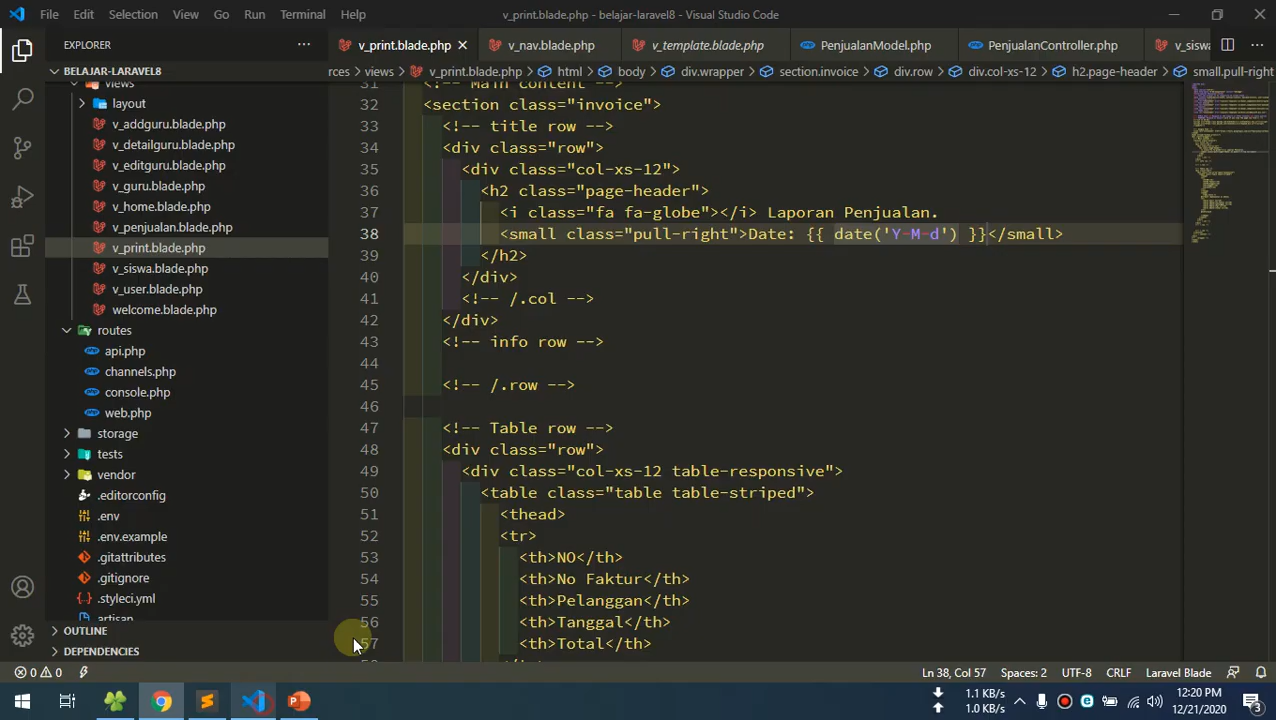 File Edit Selection View Go Run Terminal Help
v_print.blade.php - belajar-laravel8 - Visual Studio Code
EXPLORER
v_print.blade.php
v_nav.blade.php
v_template.blade.php
PenjualanModel.php
PenjualanController.php
v_siswa
BELAJAR-LARAVEL8
rces > views > v_print.blade.php > html > body > div.wrapper > section.invoice > div.row > div.col-xs-12 > h2.page-header > small.pull-right
views
layout
v_addguru.blade.php
v_detailguru.blade.php
v_editguru.blade.php
v_guru.blade.php
v_home.blade.php
v_penjualan.blade.php
v_print.blade.php
v_siswa.blade.php
v_user.blade.php
welcome.blade.php
routes
api.php
channels.php
console.php
web.php
storage
tests
vendor
.editorconfig
.env
.env.example
.gitattributes
.gitignore
.styleci.yml
artisan
OUTLINE
DEPENDENCIES
31 <!-- Main content -->
32 <section class="invoice">
33 <!-- title row -->
34 <div class="row">
35 <div class="col-xs-12">
36 <h2 class="page-header">
37 <i class="fa fa-globe"></i> Laporan Penjualan.
38 <small class="pull-right">Date: {{ date('Y-M-d') }}</small>
39 </h2>
40 </div>
41 <!-- /.col -->
42 </div>
43 <!-- info row -->
44
45 <!-- /.row -->
46
47 <!-- Table row -->
48 <div class="row">
49 <div class="col-xs-12 table-responsive">
50 <table class="table table-striped">
51 <thead>
52 <tr>
53 <th>NO</th>
54 <th>No Faktur</th>
55 <th>Pelanggan</th>
56 <th>Tanggal</th>
57 <th>Total</th>
0 0
Ln 38, Col 57 Spaces: 2 UTF-8 CRLF Laravel Blade
1.1 KB/s
1.0 KB/s
12:20 PM
12/21/2020
3